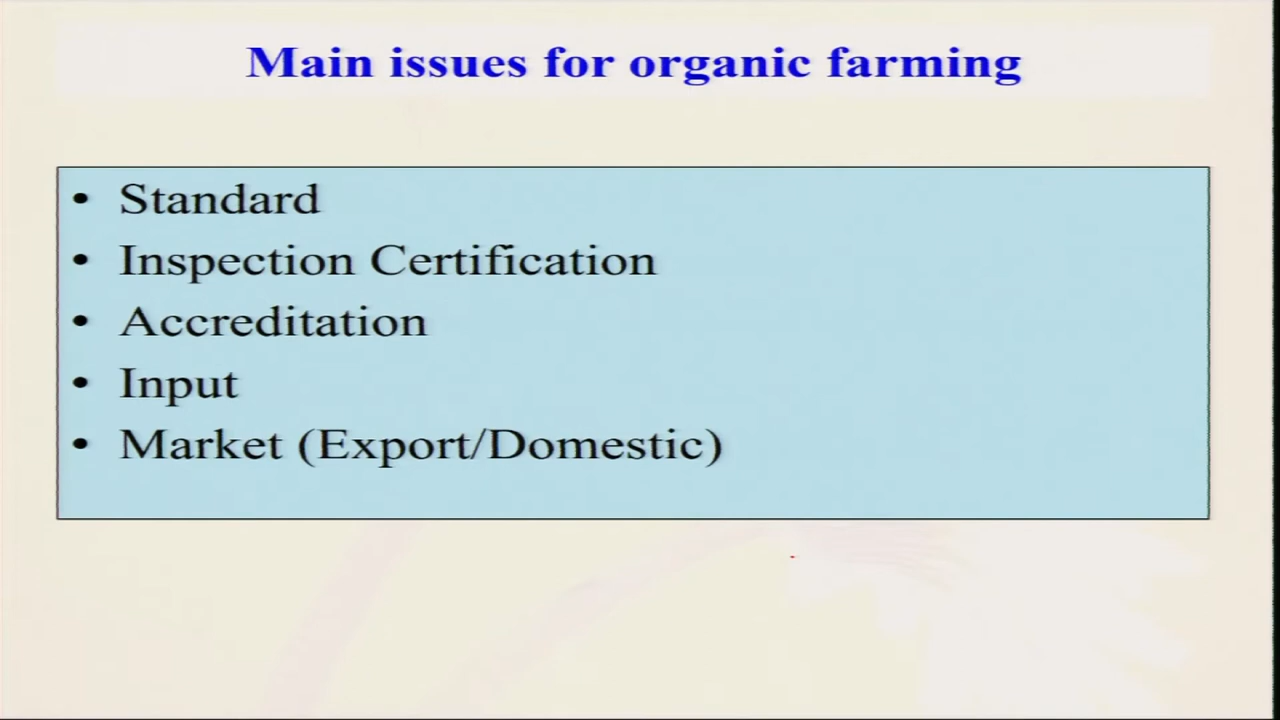 Main issues for organic farming
• Standard
• Inspection Certification
• Accreditation
• Input
• Market (Export/Domestic)